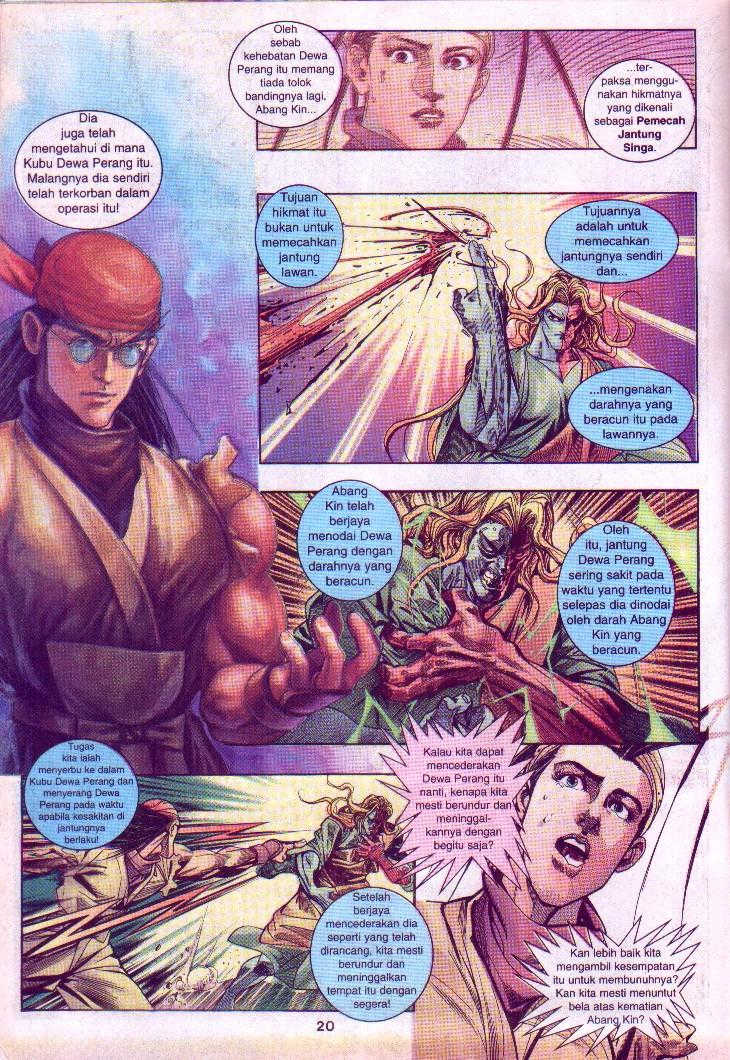 Dia
juga telah
mengetahui di mana
Kubu Dewa Perang itu.
Malangnya dia sendiri
telah terkorban dalam
operasi itu!
Oleh
sebab
kehebatan Dewa
Perang itu memang
tiada tolok
bandingnya lagi,
Abang Kin...
...ter-
paksa menggu-
nakan hikmatnya
yang dikenali
sebagai Pemecah
Jantung
Singa.
Tujuan
hikmat itu
bukan untuk
memecahkan
jantung
lawan.
Tujuannya
adalah untuk
memecahkan
jantungnya sendiri
dan...
...mengenakan
darahnya yang
beracun itu pada
lawannya.
Abang
Kin telah
berjaya
menodai Dewa
Perang dengan
darahnya yang
beracun.
Oleh
itu, jantung
Dewa Perang
sering sakit pada
waktu yang tertentu
selepas dia dinodai
oleh darah Abang
Kin yang
beracun.
Tugas
kita ialah
menyerbu ke dalam
Kubu Dewa Perang dan
menyerang Dewa
Perang pada waktu
apabila kesakitan di
jantungnya
berlaku!
Setelah
berjaya
mencederakan dia
seperti yang telah
dirancang, kita mesti
berundur dan
meninggalkan
tempat itu dengan
segera!
Kalau kita dapat
mencederakan
Dewa Perang itu
nanti, kenapa kita
mesti berundur dan
meninggal-
kannya dengan
begitu saja?
Kan lebih baik kita
mengambil kesempatan
itu untuk membunuhnya?
Kan kita mesti menuntut
bela atas kematian
Abang Kin?
20